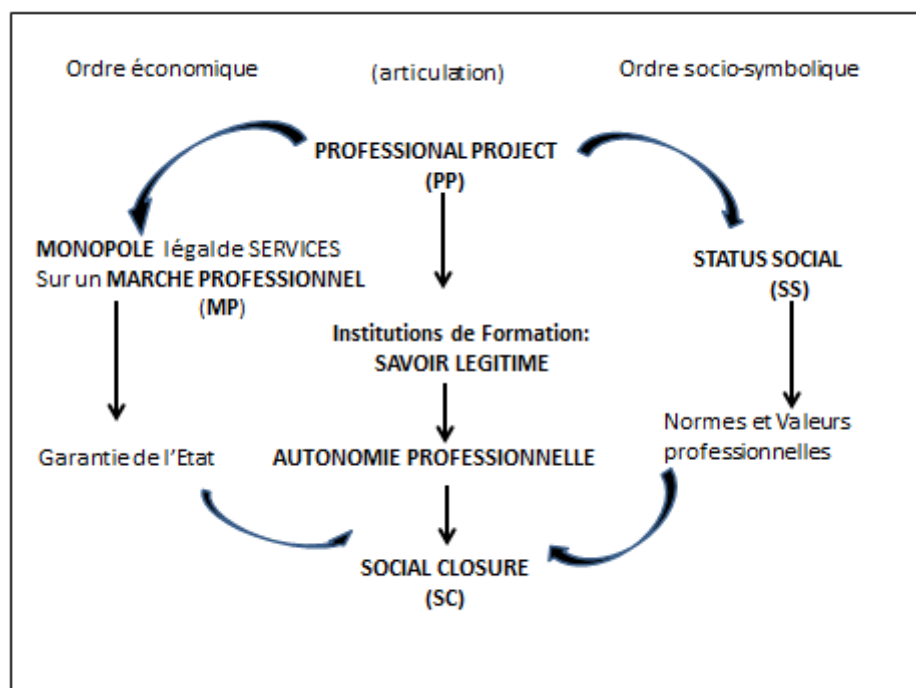 Ordre économique
(articulation)
Ordre socio-symbolique
PROFESSIONAL PROJECT
(PP)
MONOPOLE légal de SERVICES
Sur un MARCHE PROFESSIONNEL
(MP)
STATUS SOCIAL
(SS)
Institutions de Formation:
SAVOIR LEGITIME
Garantie de l'Etat
AUTONOMIE PROFESSIONNELLE
Normes et Valeurs
professionnelles
SOCIAL CLOSURE
(SC)